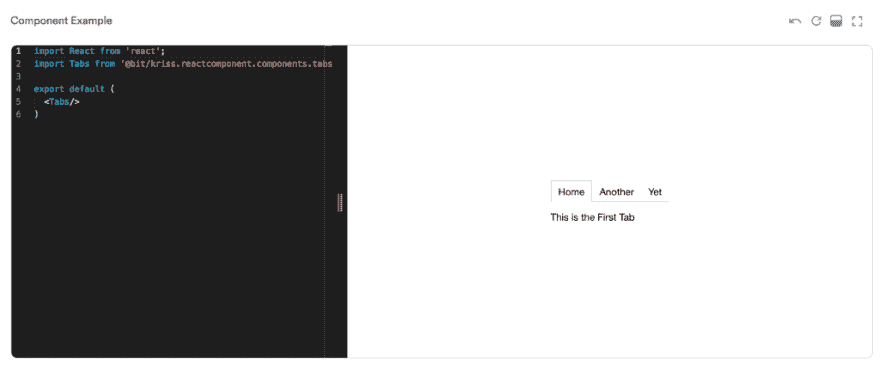 Component Example
1 import React from 'react';
2 import Tabs from '@bit/kriss.reactcomponent.components.tabs
3
4 export default (
5 <Tabs/>
6 )
Home Another Yet
This is the First Tab